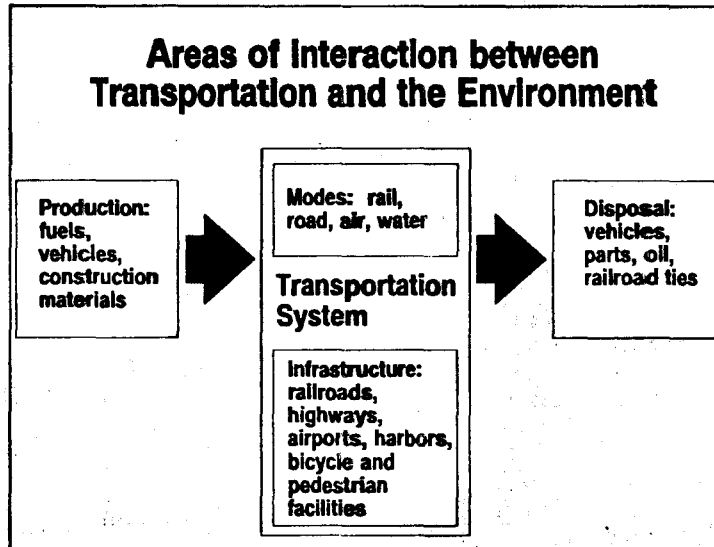 Areas of Interaction between
Transportation and the Environment
Production:
fuels,
vehicles,
construction
materials
Modes: rail,
road, air, water
Transportation
System
Infrastructure:
railroads,
highways,
airports, harbors,
bicycle and
pedestrian
facilities
Disposal:
vehicles,
parts, oil,
railroad ties